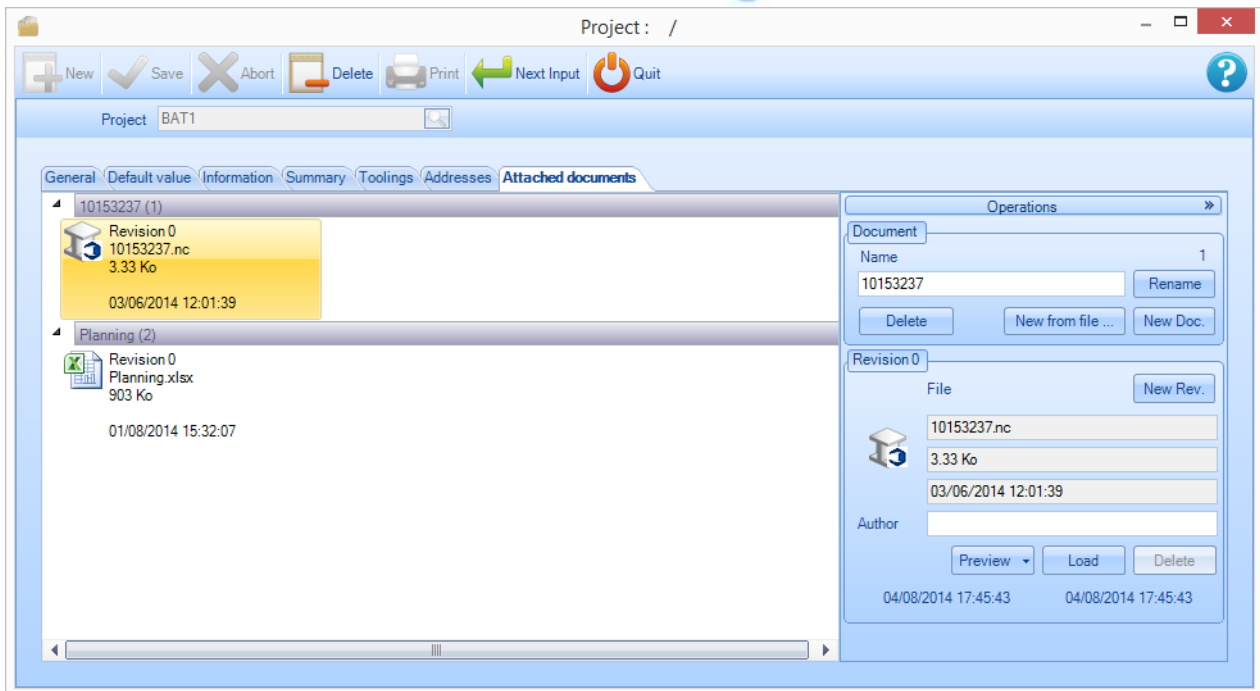 Project : /
New Save Abort Delete Print Next Input Quit ?
Project BAT1
General Default value Information Summary Toolings Addresses Attached documents
10153237 (1)
Revision 0
10153237.nc
3.33 Ko
03/06/2014 12:01:39
Planning (2)
Revision 0
Planning.xlsx
903 Ko
01/08/2014 15:32:07
Operations »
Document
Name 1
10153237 Rename
Delete New from file ... New Doc.
Revision 0
File New Rev.
10153237.nc
3.33 Ko
03/06/2014 12:01:39
Author
Preview Load Delete
04/08/2014 17:45:43 04/08/2014 17:45:43